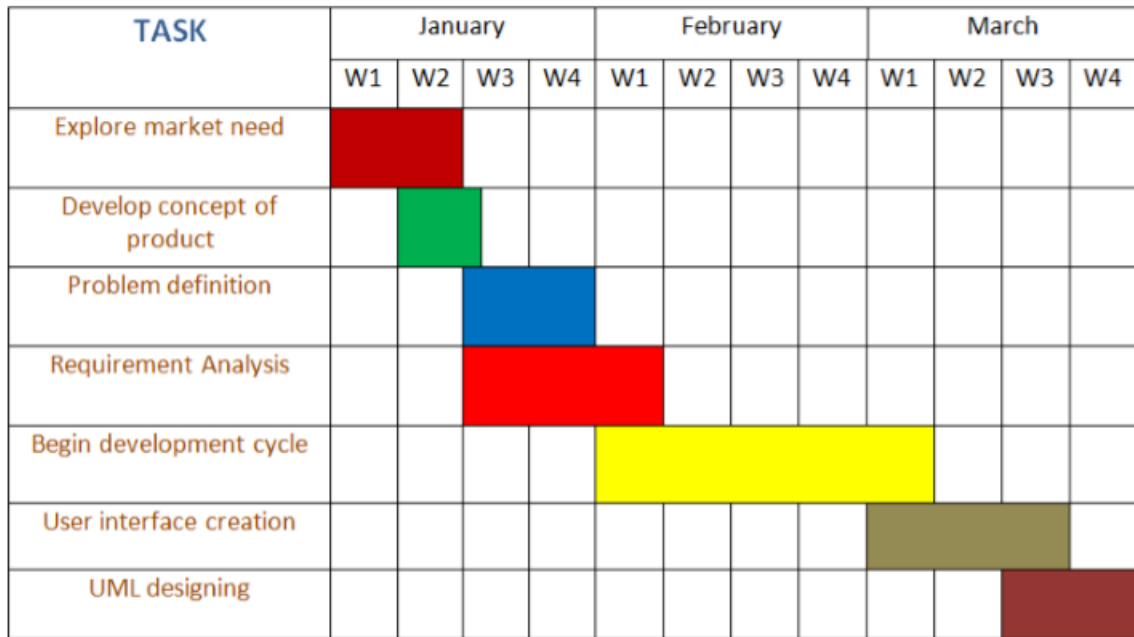 TASK January February March
W1 W2 W3 W4 W1 W2 W3 W4 W1 W2 W3 W4
Explore market need
Develop concept of
product
Problem definition
Requirement Analysis
Begin development cycle
User interface creation
UML designing